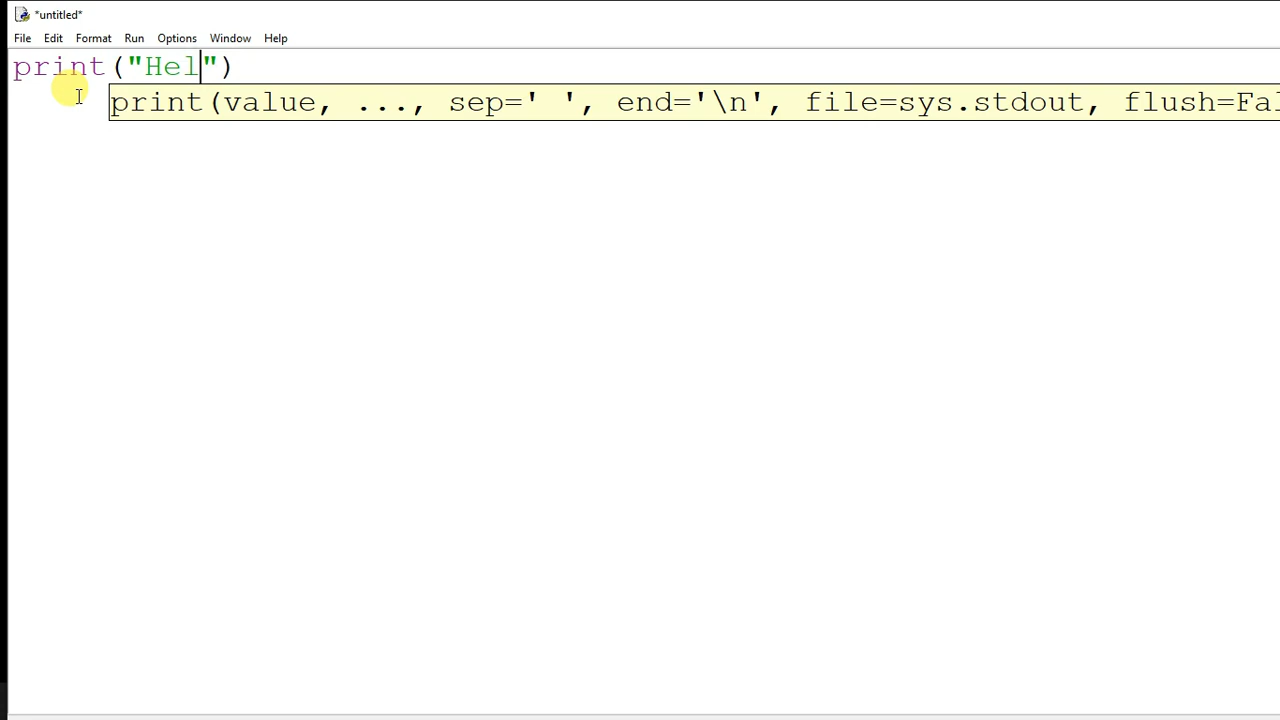 *untitled*
File Edit Format Run Options Window Help
print("Hel")
print(value, ..., sep=' ', end='\n', file=sys.stdout, flush=Fal